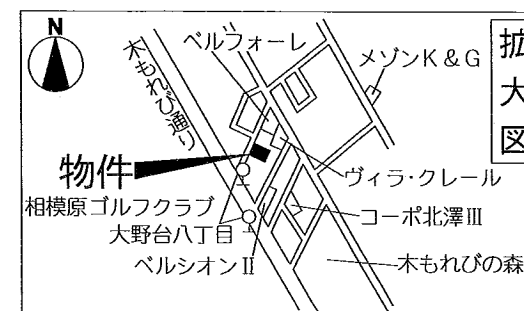 N
拡大図
木もれび通り
ベルフォーレ
メゾンK&G
物件
ヴィラ・クレール
相模原ゴルフクラブ
大野台八丁目
コーポ北澤Ⅲ
ベルシオンⅡ
木もれびの森